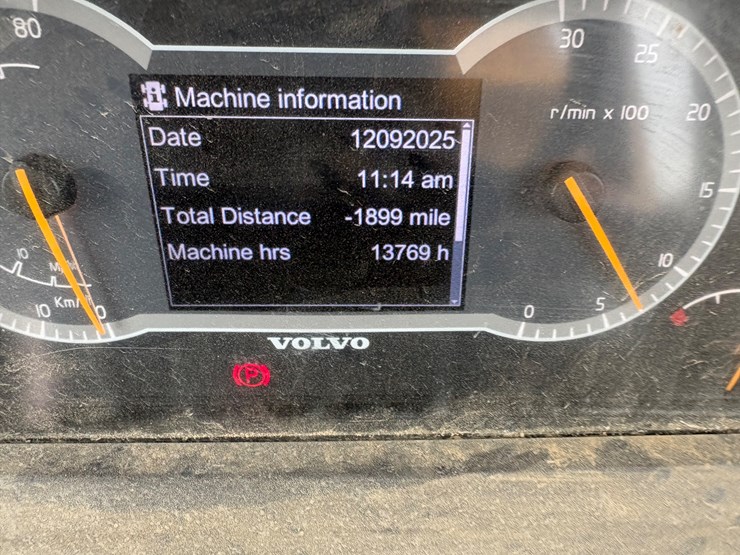 80
Machine information
Date 12092025
Time 11:14 am
Total Distance -1899 mile
Machine hrs 13769 h
30
25
r/min x 100
20
15
10
5
0
10
10 Km/
0
VOLVO
P